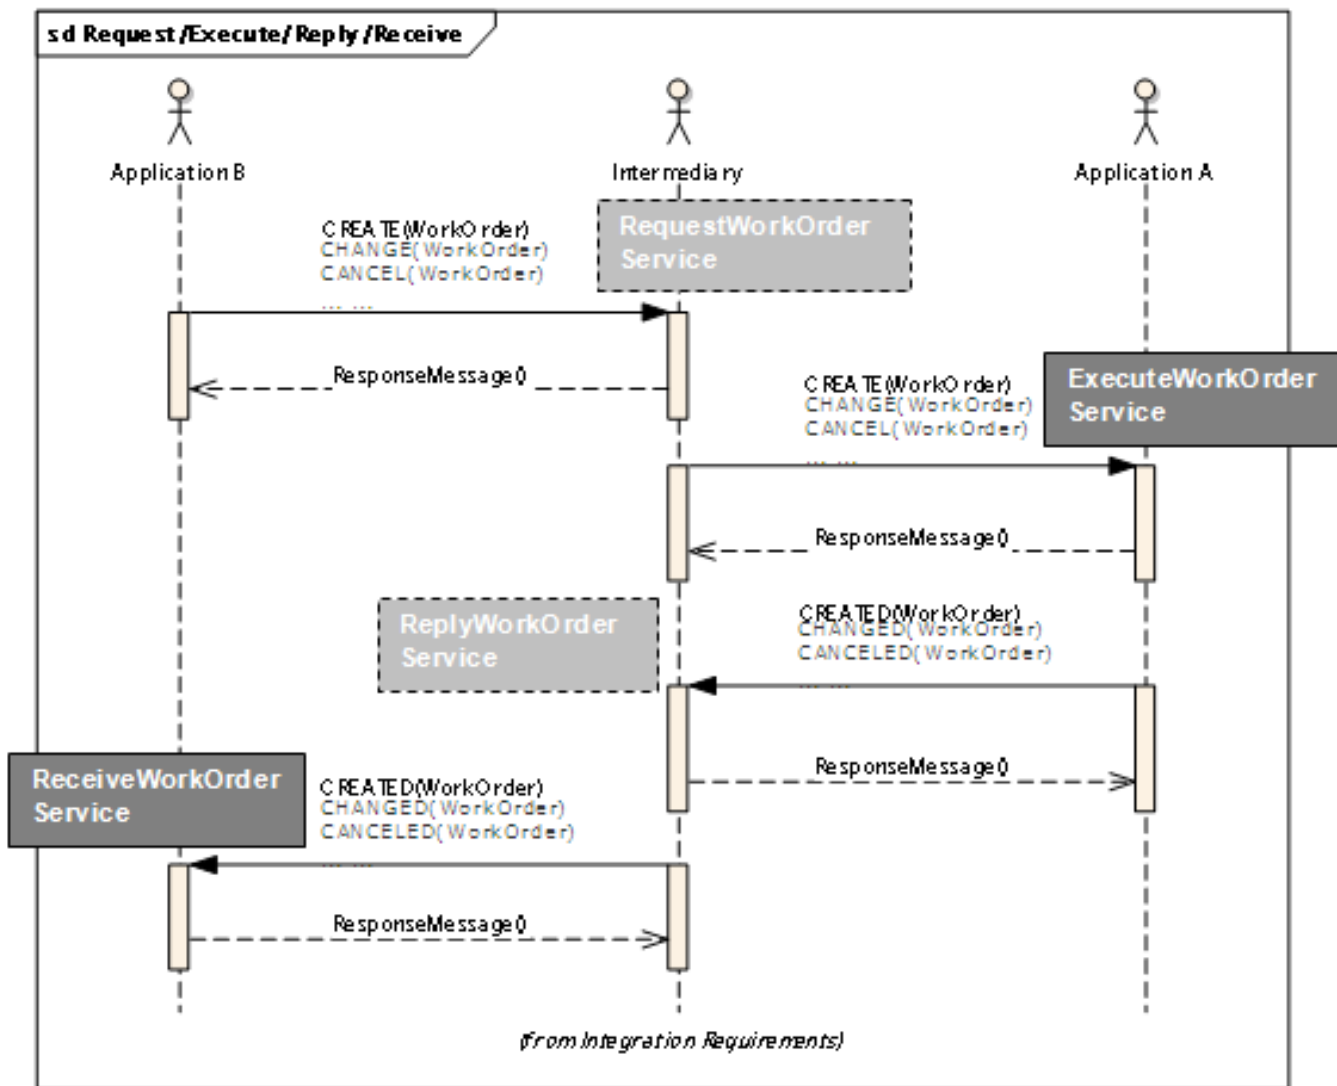 sd Request/Execute/Reply/Receive
Application B
Intermediary
Application A
RequestWorkOrder
Service
CREATE(WorkOrder)
CHANGE(WorkOrder)
CANCEL(WorkOrder)
... ...
ResponseMessage()
ExecuteWorkOrder
Service
CREATE(WorkOrder)
CHANGE(WorkOrder)
CANCEL(WorkOrder)
... ...
ResponseMessage()
ReplyWorkOrder
Service
CREATED(WorkOrder)
CHANGED(WorkOrder)
CANCELED(WorkOrder)
... ...
ResponseMessage()
ReceiveWorkOrder
Service
CREATED(WorkOrder)
CHANGED(WorkOrder)
CANCELED(WorkOrder)
... ...
ResponseMessage()
(from Integration Requirements)